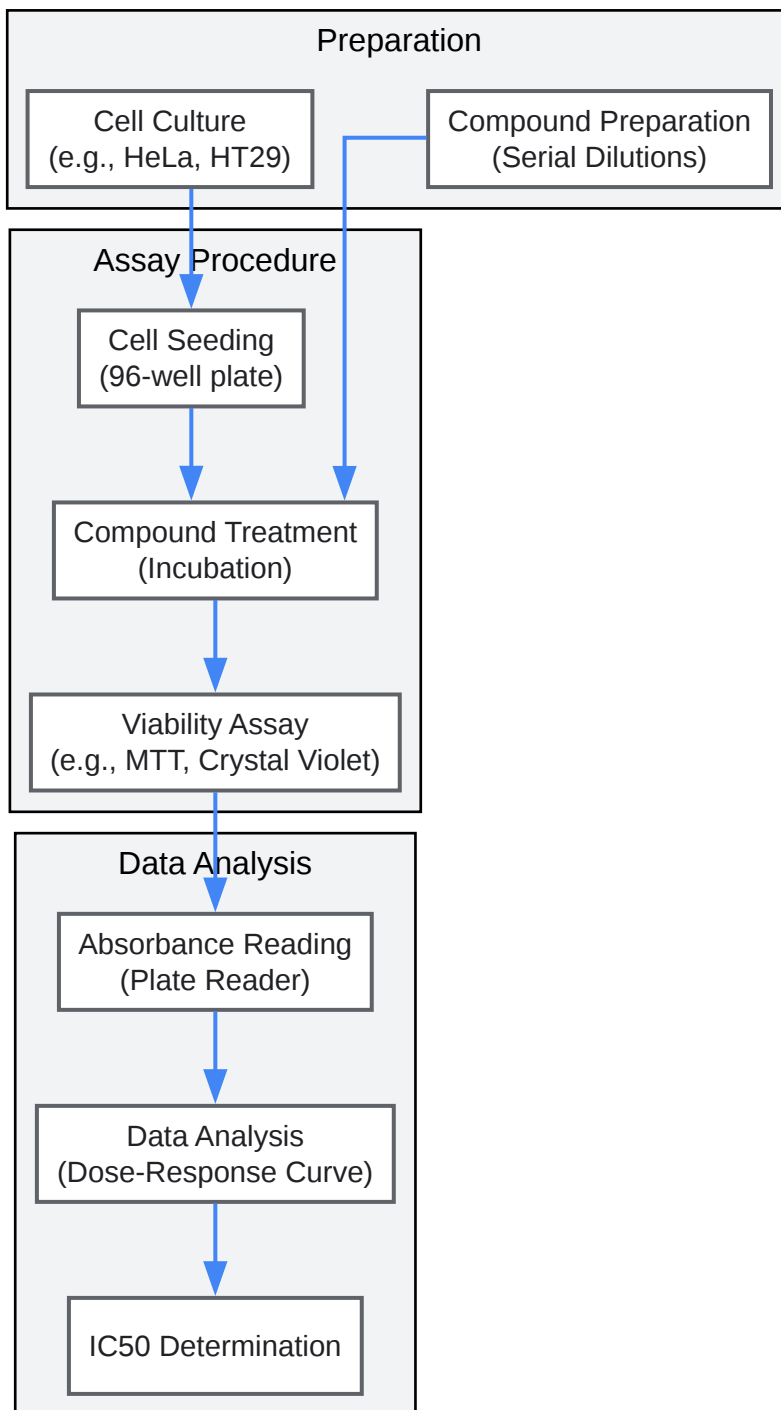 Preparation
Cell Culture
(e.g., HeLa, HT29)
Compound Preparation
(Serial Dilutions)
Assay Procedure
Cell Seeding
(96-well plate)
Compound Treatment
(Incubation)
Viability Assay
(e.g., MTT, Crystal Violet)
Data Analysis
Absorbance Reading
(Plate Reader)
Data Analysis
(Dose-Response Curve)
IC50 Determination